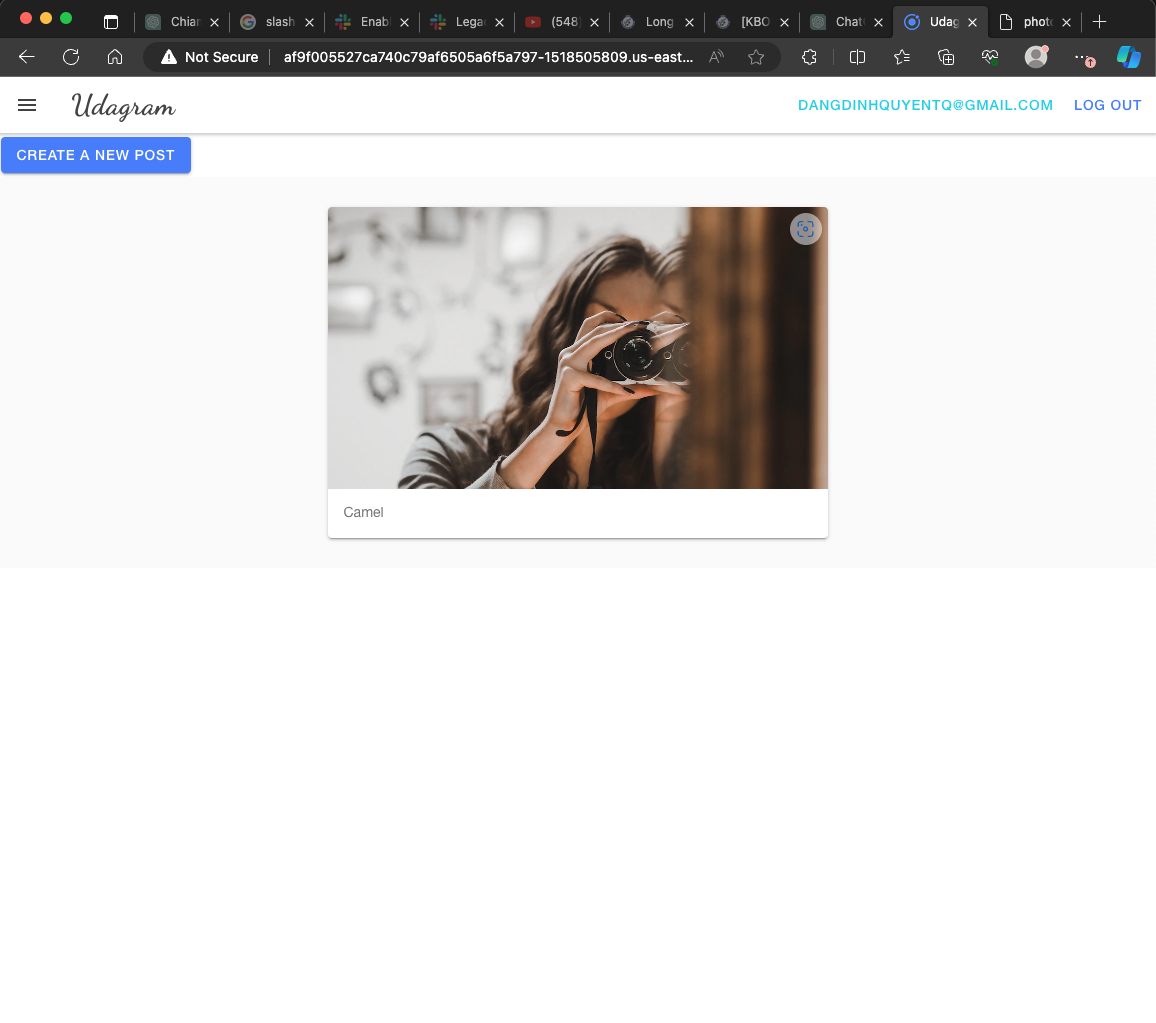 Chian
slash
Enabl
Legac
(548
Long
[KBO
Chat
Udag
photo
Not Secure
af9f005527ca740c79af6505a6f5a797-1518505809.us-east...
Udagram
DANGDINHQUYENTQ@GMAIL.COM
LOG OUT
CREATE A NEW POST
Camel